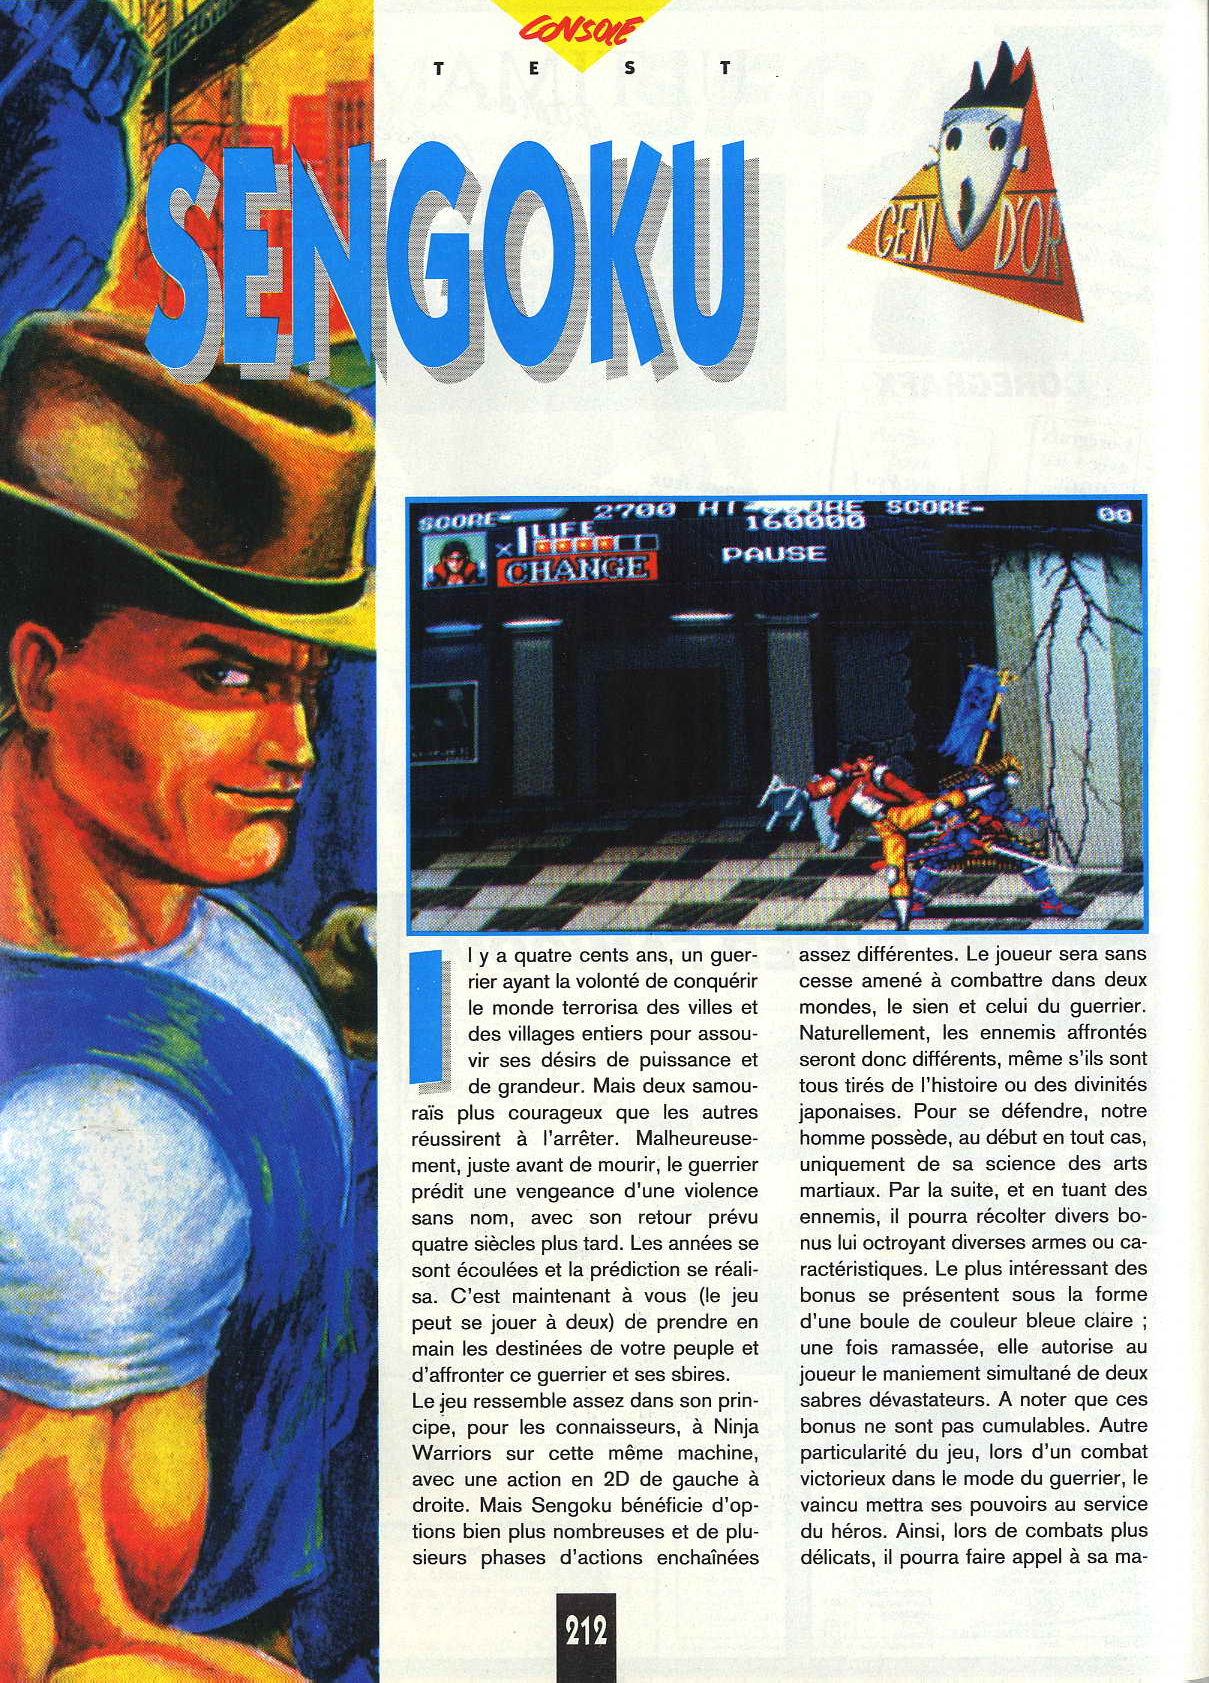 CONSOLE
TEST
SENGOKU
GEN D'OR
SCORE- 2700 HI-SCORE SCORE- 00
160000
LIFE
x1
PAUSE
CHANGE
Il y a quatre cents ans, un guer-
rier ayant la volonté de conquérir
le monde terrorisa des villes et
des villages entiers pour assou-
vir ses désirs de puissance et
de grandeur. Mais deux samou-
raïs plus courageux que les autres
réussirent à l'arrêter. Malheureuse-
ment, juste avant de mourir, le guerrier
prédit une vengeance d'une violence
sans nom, avec son retour prévu
quatre siècles plus tard. Les années se
sont écoulées et la prédiction se réali-
sa. C'est maintenant à vous (le jeu
peut se jouer à deux) de prendre en
main les destinées de votre peuple et
d'affronter ce guerrier et ses sbires.
Le jeu ressemble assez dans son prin-
cipe, pour les connaisseurs, à Ninja
Warriors sur cette même machine,
avec une action en 2D de gauche à
droite. Mais Sengoku bénéficie d'op-
tions bien plus nombreuses et de plu-
sieurs phases d'actions enchaînées
assez différentes. Le joueur sera sans
cesse amené à combattre dans deux
mondes, le sien et celui du guerrier.
Naturellement, les ennemis affrontés
seront donc différents, même s'ils sont
tous tirés de l'histoire ou des divinités
japonaises. Pour se défendre, notre
homme possède, au début en tout cas,
uniquement de sa science des arts
martiaux. Par la suite, et en tuant des
ennemis, il pourra récolter divers bo-
nus lui octroyant diverses armes ou ca-
ractéristiques. Le plus intéressant des
bonus se présentent sous la forme
d'une boule de couleur bleue claire ;
une fois ramassée, elle autorise au
joueur le maniement simultané de deux
sabres dévastateurs. A noter que ces
bonus ne sont pas cumulables. Autre
particularité du jeu, lors d'un combat
victorieux dans le mode du guerrier, le
vaincu mettra ses pouvoirs au service
du héros. Ainsi, lors de combats plus
délicats, il pourra faire appel à sa ma-
212